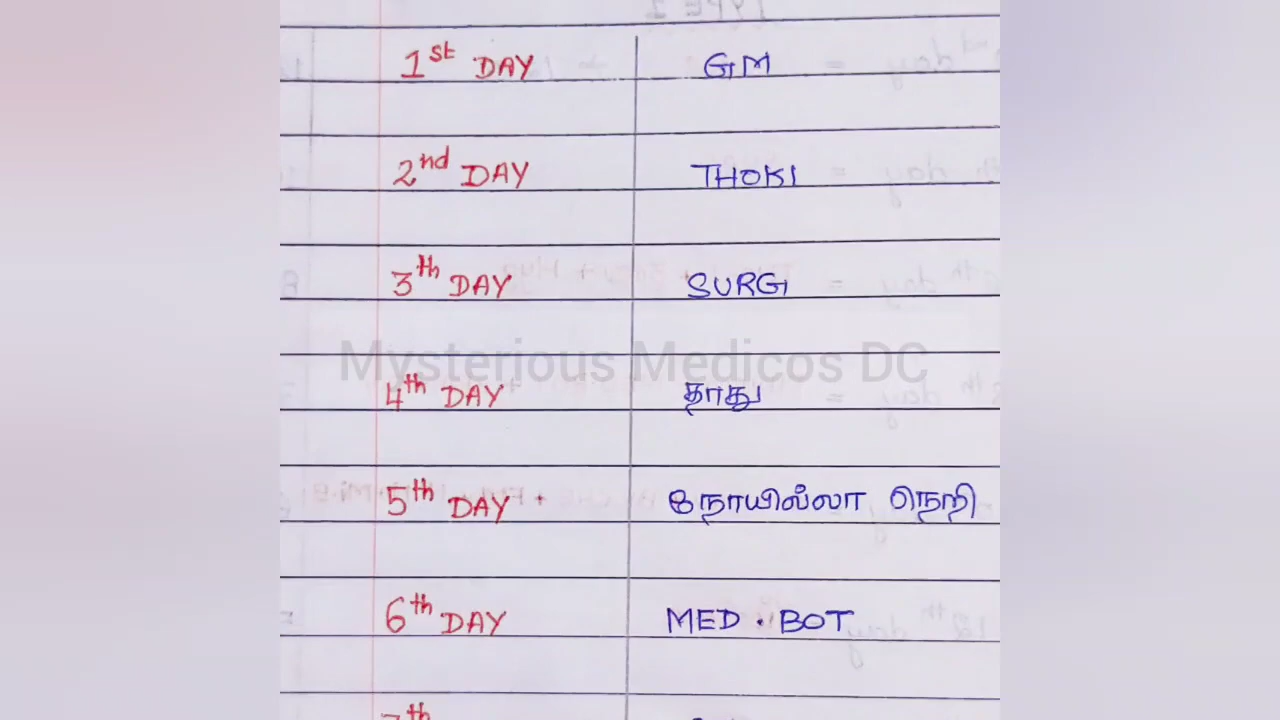 1st DAY GM
2nd DAY THOKI
3th DAY SURGI
Mysterious Medicos DC
4th DAY தாது
5th DAY நோயில்லா நெறி
6th DAY MED. BOT